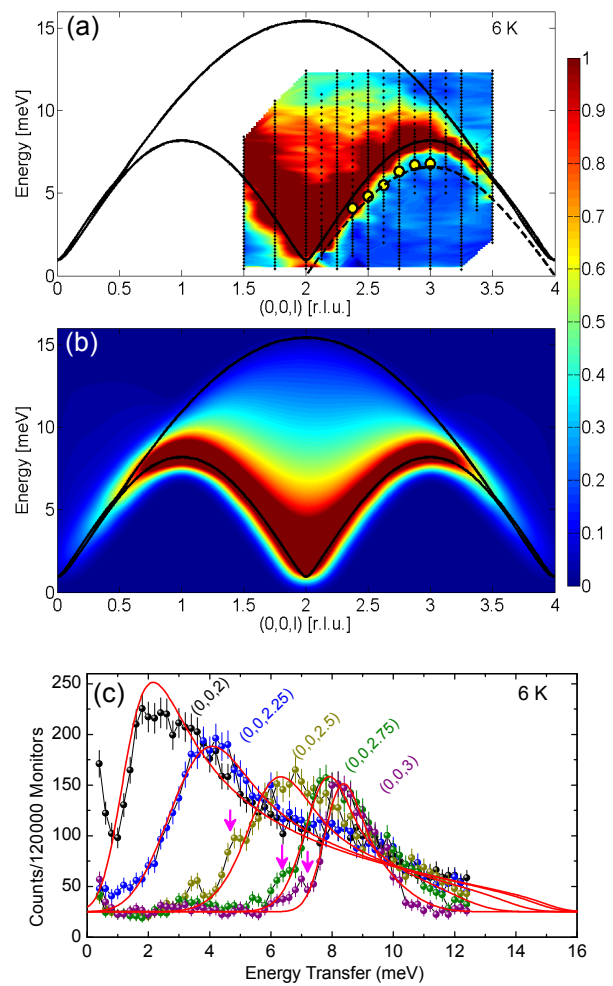 (a)
6 K
15
10
5
0
Energy [meV]
0 0.5 1 1.5 2 2.5 3 3.5 4
(0,0,l) [r.l.u.]
1
0.9
0.8
0.7
0.6
0.5
0.4
0.3
0.2
0.1
0
(b)
15
10
5
0
Energy [meV]
0 0.5 1 1.5 2 2.5 3 3.5 4
(0,0,l) [r.l.u.]
(c)
6 K
250
200
150
100
50
0
Counts/120000 Monitors
(0,0,2)
(0,0,2.25)
(0,0,2.5)
(0,0,2.75)
(0,0,3)
0 2 4 6 8 10 12 14 16
Energy Transfer (meV)